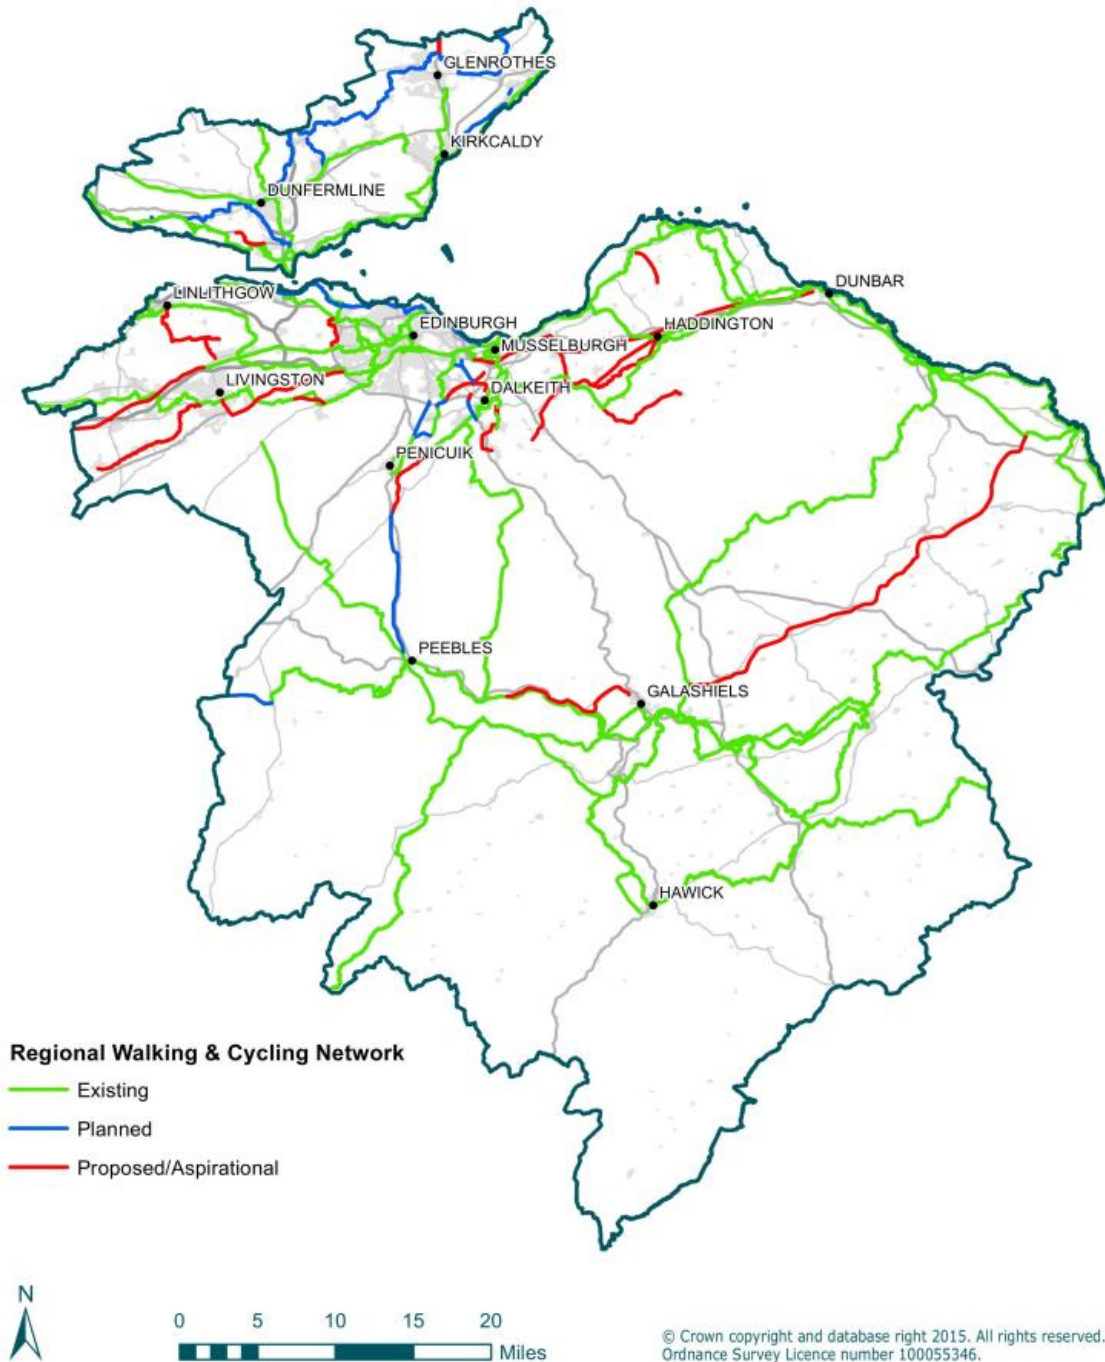 GLENROTHES
KIRKCALDY
DUNFERMLINE
LINLITHGOW
EDINBURGH
MUSSELBURGH
DUNBAR
HADDINGTON
LIVINGSTON
DALKEITH
PENICUIK
PEEBLES
GALASHIELS
HAWICK
Regional Walking & Cycling Network
Existing
Planned
Proposed/Aspirational
N
0 5 10 15 20
Miles
© Crown copyright and database right 2015. All rights reserved.
Ordnance Survey Licence number 100055346.